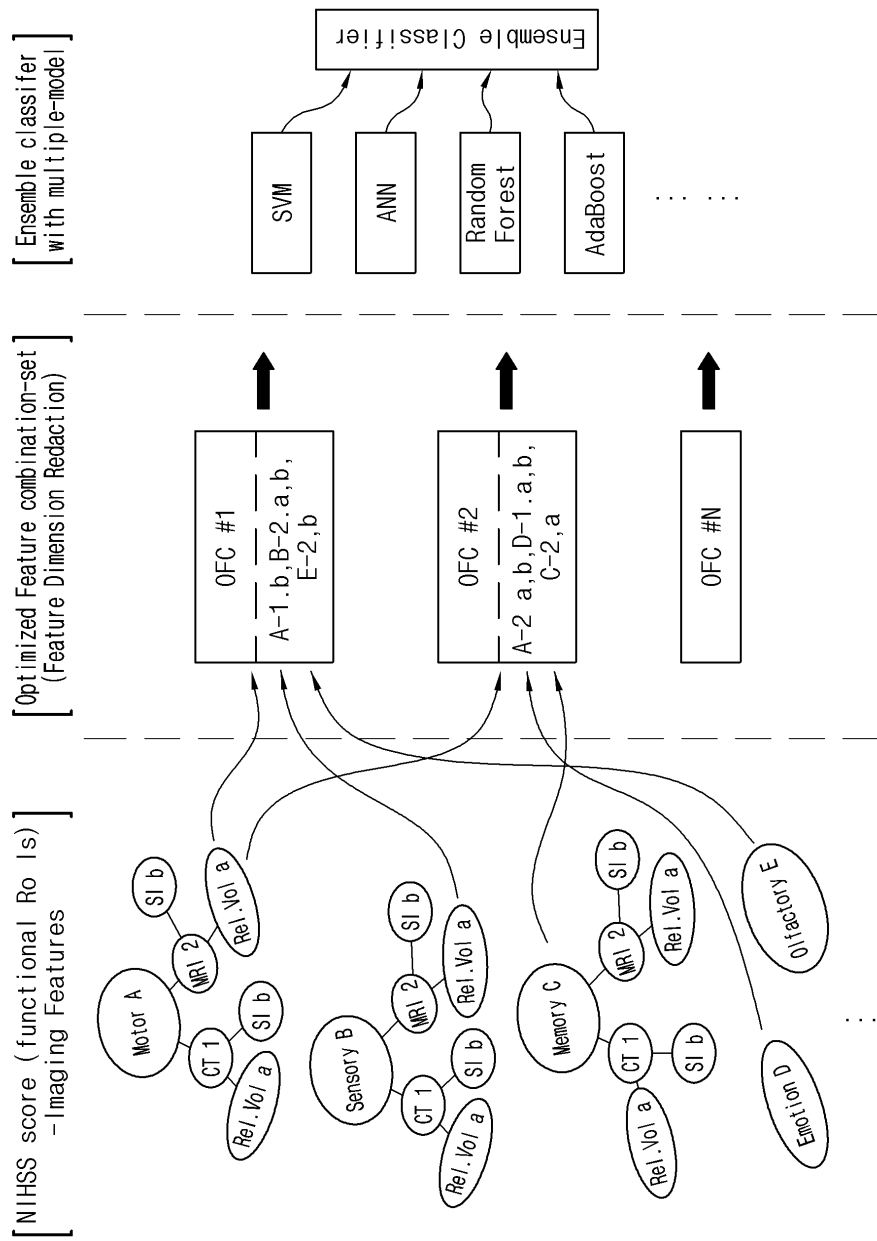 [NIHSS score (functional Ro Is)
-Imaging Features]
Motor A
CT 1
Rel.Vol a
SI b
MRI 2
SI b
Rel.Vol a
Sensory B
CT 1
Rel.Vol a
SI b
MRI 2
SI b
Rel.Vol a
Memory C
CT 1
Rel.Vol a
SI b
MRI 2
SI b
Rel.Vol a
Emotion D
Olfactory E
...
[Optimized Feature combination-set
(Feature Dimension Redaction)]
OFC #1
A-1.b,B-2.a,b,
E-2,b
OFC #2
A-2 a,b,D-1.a,b,
C-2,a
OFC #N
[Ensemble classifer
with multiple-model]
SVM
ANN
Random
Forest
AdaBoost
... ...
Ensemble Classifier